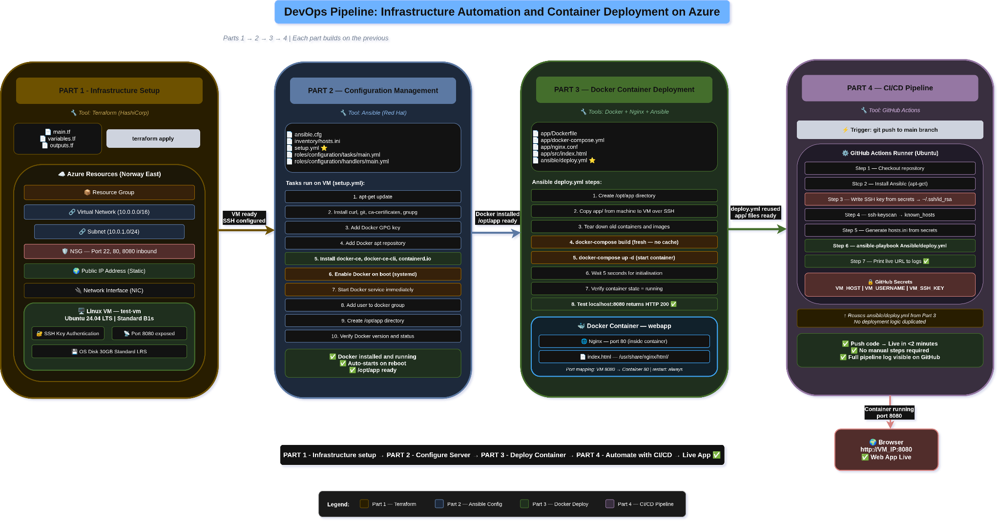 DevOps Pipeline: Infrastructure Automation and Container Deployment on Azure
Parts 1 → 2 → 3 → 4 | Each part builds on the previous
PART 1 - Infrastructure Setup
🔧 Tool: Terraform (HashiCorp)
📄 main.tf
📄 variables.tf
📄 outputs.tf
terraform apply
☁️ Azure Resources (Norway East)
📦 Resource Group
🔗 Virtual Network (10.0.0.0/16)
🔗 Subnet (10.0.1.0/24)
🛡️ NSG — Port 22, 80, 8080 inbound
🌍 Public IP Address (Static)
🔌 Network Interface (NIC)
🖥️ Linux VM — test-vm
Ubuntu 24.04 LTS | Standard B1s
🔐 SSH Key Authentication
📡 Port 8080 exposed
💾 OS Disk 30GB Standard LRS
VM ready
SSH configured
PART 2 — Configuration Management
🔧 Tool: Ansible (Red Hat)
📄 ansible.cfg
📄 inventory/hosts.ini
📄 setup.yml ⭐
📄 roles/configuration/tasks/main.yml
📄 roles/configuration/handlers/main.yml
Tasks run on VM (setup.yml):
1. apt-get update
2. Install curl, git, ca-certificates, gnupg
3. Add Docker GPG key
4. Add Docker apt repository
5. Install docker-ce, docker-ce-cli, containerd.io
6. Enable Docker on boot (systemd)
7. Start Docker service immediately
8. Add user to docker group
9. Create /opt/app directory
10. Verify Docker version and status
✅ Docker installed and running
✅ Auto-starts on reboot
✅ /opt/app ready
Docker installed
/opt/app ready
PART 3 — Docker Container Deployment
🔧 Tools: Docker + Nginx + Ansible
📄 app/Dockerfile
📄 app/docker-compose.yml
📄 app/nginx.conf
📄 app/src/index.html
📄 ansible/deploy.yml ⭐
Ansible deploy.yml steps:
1. Create /opt/app directory
2. Copy app/ from machine to VM over SSH
3. Tear down old containers and images
4. docker-compose build (fresh — no cache)
5. docker-compose up -d (start container)
6. Wait 5 seconds for initialisation
7. Verify container state = running
8. Test localhost:8080 returns HTTP 200 ✅
🐳 Docker Container — webapp
🌐 Nginx — port 80 (inside container)
📄 index.html — /usr/share/nginx/html/
Port mapping: VM 8080 → Container 80 | restart: always
deploy.yml reused
app/ files ready
PART 4 — CI/CD Pipeline
🔧 Tool: GitHub Actions
⚡ Trigger: git push to main branch
⚙️ GitHub Actions Runner (Ubuntu)
Step 1 — Checkout repository
Step 2 — Install Ansible (apt-get)
Step 3 — Write SSH key from secrets → ~/.ssh/id_rsa
Step 4 — ssh-keyscan → known_hosts
Step 5 — Generate hosts.ini from secrets
Step 6 — ansible-playbook Ansible/deploy.yml
Step 7 — Print live URL to logs ✅
🔒 GitHub Secrets
VM_HOST | VM_USERNAME | VM_SSH_KEY
↑ Reuses ansible/deploy.yml from Part 3
No deployment logic duplicated
✅ Push code → Live in <2 minutes
✅ No manual steps required
✅ Full pipeline log visible on GitHub
Container running
port 8080
🌍 Browser
http://VM_IP:8080
✅ Web App Live
PART 1 - Infrastructure setup → PART 2 - Configure Server → PART 3 - Deploy Container → PART 4 - Automate with CI/CD → Live App ✅
Legend:
Part 1 — Terraform
Part 2 — Ansible Config
Part 3 — Docker Deploy
Part 4 — CI/CD Pipeline